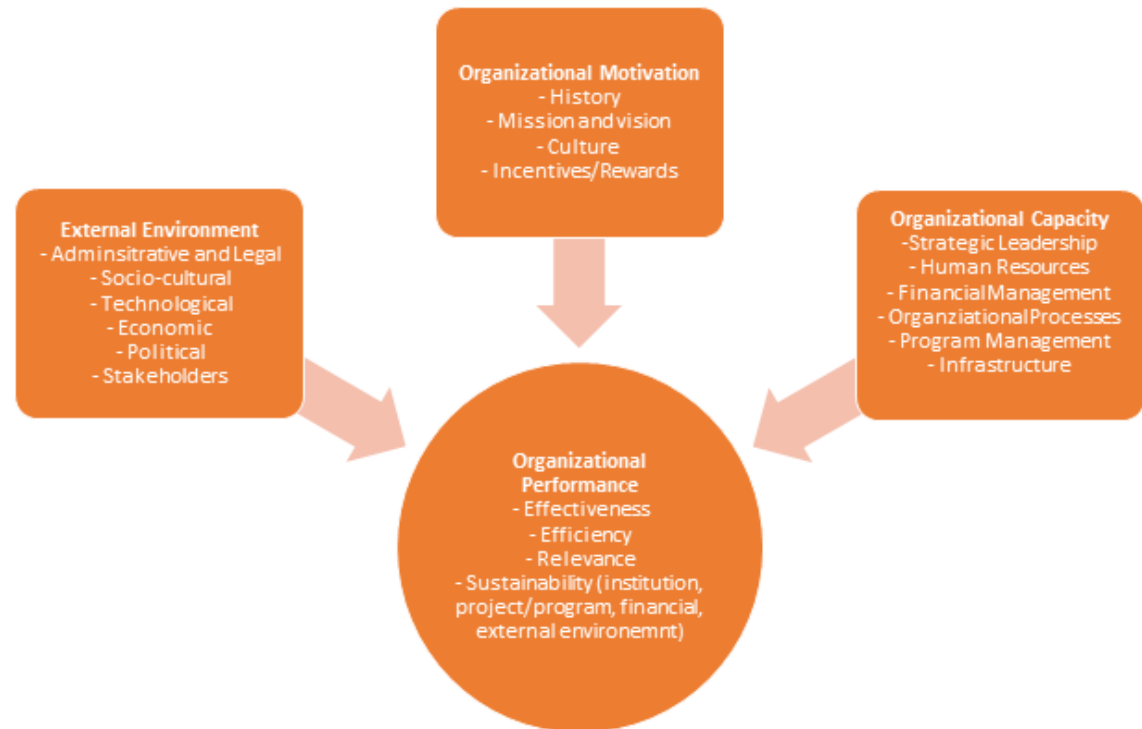 Organizational Motivation
- History
- Mission and vision
- Culture
- Incentives/Rewards
External Environment
- Adminsitrative and Legal
- Socio-cultural
- Technological
- Economic
- Political
- Stakeholders
Organizational Capacity
-Strategic Leadership
- Human Resources
- Financial Management
- Organziational Processes
- Program Management
- Infrastructure
Organizational
Performance
- Effectiveness
- Efficiency
- Relevance
- Sustainability (institution,
project/program, financial,
external environemnt)